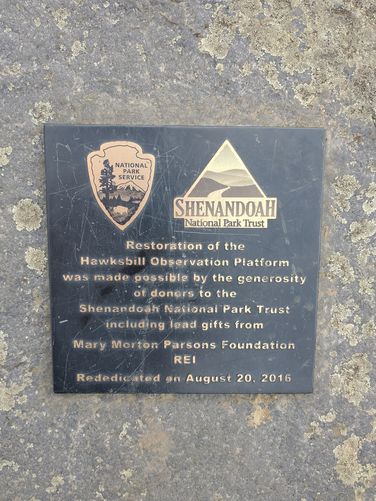 NATIONAL
PARK
SERVICE
SHENANDOAH
National Park Trust
Restoration of the
Hawksbill Observation Platform
was made possible by the generosity
of donors to the
Shenandoah National Park Trust
including lead gifts from
Mary Morton Parsons Foundation
REI
Rededicated on August 20, 2016